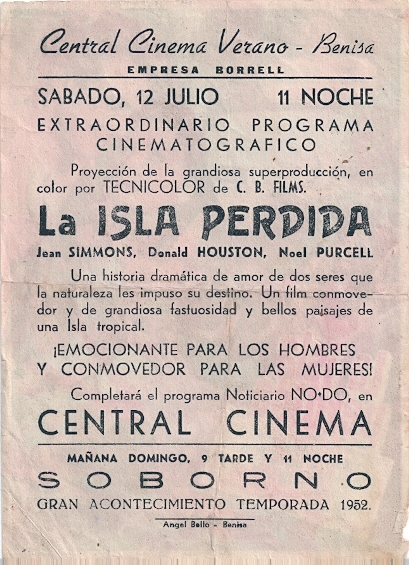 Central Cinema Verano - Benisa
EMPRESA BORRELL
SABADO, 12 JULIO 11 NOCHE
EXTRAORDINARIO PROGRAMA
CINEMATOGRAFICO
Proyección de la grandiosa superproducción, en
color por TECNICOLOR de C. B. FILMS.
La ISLA PERDIDA
Jean SIMMONS, Donald HOUSTON, Noel PURCELL
Una historia dramática de amor de dos seres que
la naturaleza les impuso su destino. Un film conmove-
dor y de grandiosa fastuosidad y bellos paisajes de
una Isla tropical.
¡EMOCIONANTE PARA LOS HOMBRES
Y CONMOVEDOR PARA LAS MUJERES!
Completará el programa Noticiario NO•DO, en
CENTRAL CINEMA
MAÑANA DOMINGO, 9 TARDE Y 11 NOCHE
SOBORNO
GRAN ACONTECIMIENTO TEMPORADA 1952.
Angel Bello - Benisa